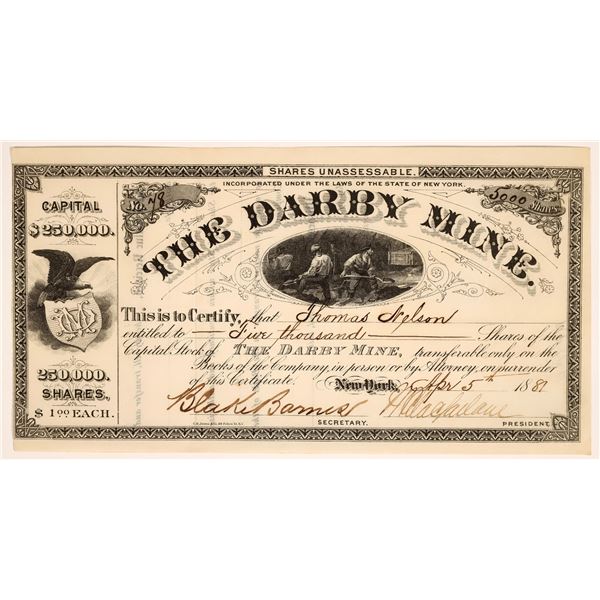 SHARES UNASSESSABLE.
INCORPORATED UNDER THE LAWS OF THE STATE OF NEW YORK.
No. 78
5000 Shares
CAPITAL
$250,000.
THE DARBY MINE.
This is to Certify, that Thomas Nelson
entitled to Five thousand Shares of the
Capital Stock of THE DARBY MINE, transferable only on the
Books of the Company, in person or by Attorney, on surrender
of this Certificate.
New York, Apr 5th 1881
250,000.
SHARES,
$1 00 EACH.
Blake Barnes
SECRETARY.
PRESIDENT.